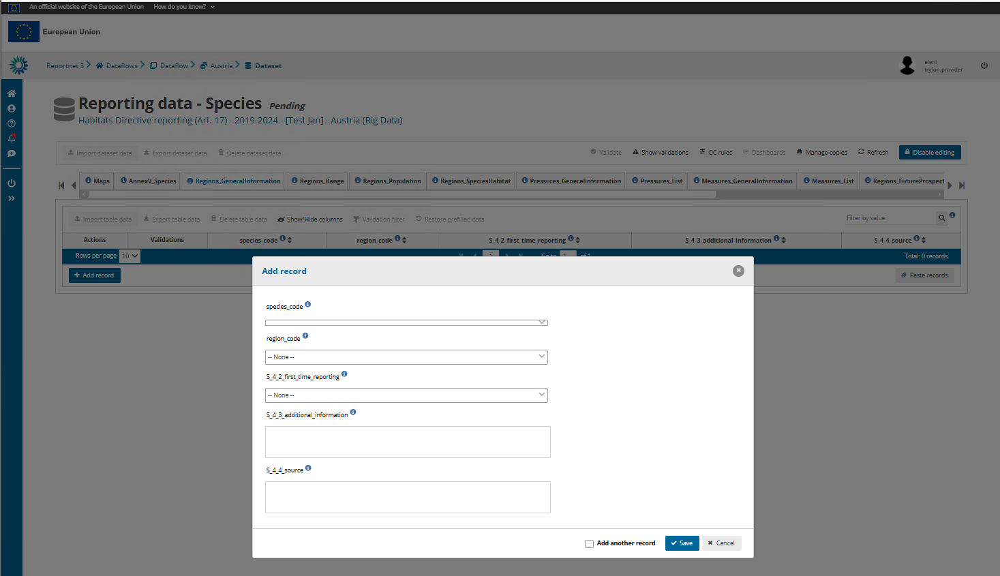 An official website of the European Union How do you know?
European Union
Reportnet 3 Dataflows Dataflow Austria Dataset
eleni
tryfon.provider
Reporting data - Species Pending
Habitats Directive reporting (Art. 17) - 2019-2024 - [Test Jan] - Austria (Big Data)
Import dataset data Export dataset data Delete dataset data Validate Show validations QC rules Dashboards Manage copies Refresh Disable editing
Maps AnnexV_Species Regions_GeneralInformation Regions_Range Regions_Population Regions_SpeciesHabitat Pressures_GeneralInformation Pressures_List Measures_GeneralInformation Measures_List Regions_FutureProspect
Import table data Export table data Delete table data Show/Hide columns Validation filter Restore prefilled data Filter by value
Actions Validations species_code region_code S_4_2_first_time_reporting S_4_3_additional_information S_4_4_source
Rows per page 10 1 Go to 1 of 1 Total: 0 records
+ Add record Paste records
Add record
species_code
region_code
-- None --
S_4_2_first_time_reporting
-- None --
S_4_3_additional_information
S_4_4_source
Add another record Save Cancel